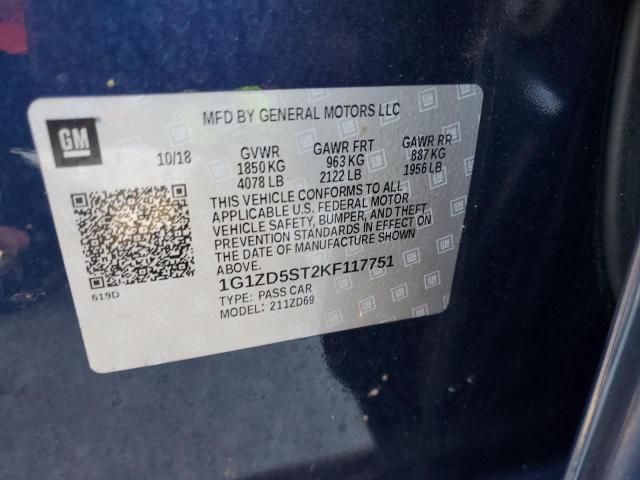 MFD BY GENERAL MOTORS LLC
GM
10/18 GVWR GAWR FRT GAWR RR
1850 KG 963 KG 887 KG
4078 LB 2122 LB 1956 LB
THIS VEHICLE CONFORMS TO ALL
APPLICABLE U.S. FEDERAL MOTOR
VEHICLE SAFETY, BUMPER, AND THEFT
PREVENTION STANDARDS IN EFFECT ON
THE DATE OF MANUFACTURE SHOWN
ABOVE.
1G1ZD5ST2KF117751
619D
TYPE: PASS CAR
MODEL: 211ZD69